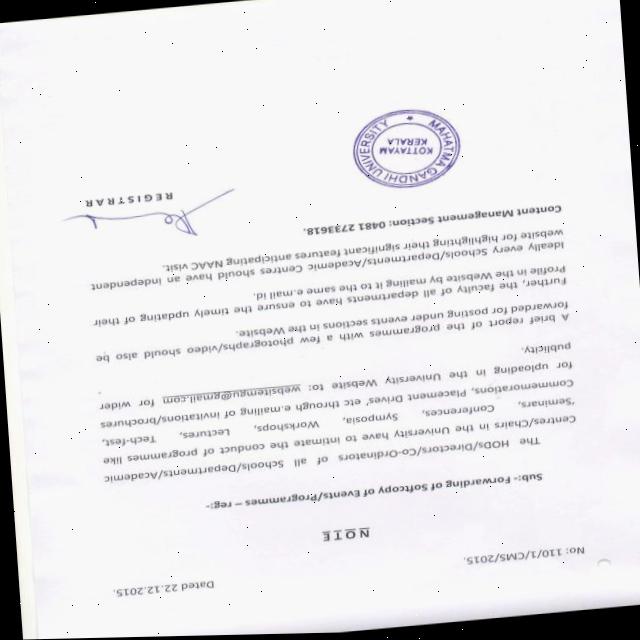 No: 110/1/CMS/2015.
Dated 22.12.2015.
NOTE
Sub:- Forwarding of Softcopy of Events/Programmes – reg:-
The HODs/Directors/Co-Ordinators of all Schools/Departments/Academic
Centres/Chairs in the University have to intimate the conduct of programmes like
'Seminars, Conferences, Symposia, Workshops, Lectures, Tech-fest,
Commemorations, Placement Drives, etc through e.mailing of invitations/brochures
for uploading in the University Website to: websitemgu@gmail.com for wider
publicity.
A brief report of the programmes with a few photographs/video should also be
forwarded for posting under events sections in the Website.
Further, the faculty of all departments have to ensure the timely updating of their
Profile in the Website by mailing it to the same e.mail id.
Ideally every Schools/Departments/Academic Centres should have an independent
website for highlighting their significant features anticipating NAAC visit.
Content Management Section: 0481 2733618.
REGISTRAR
MAHATMA GANDHI UNIVERSITY
KOTTAYAM
KERALA